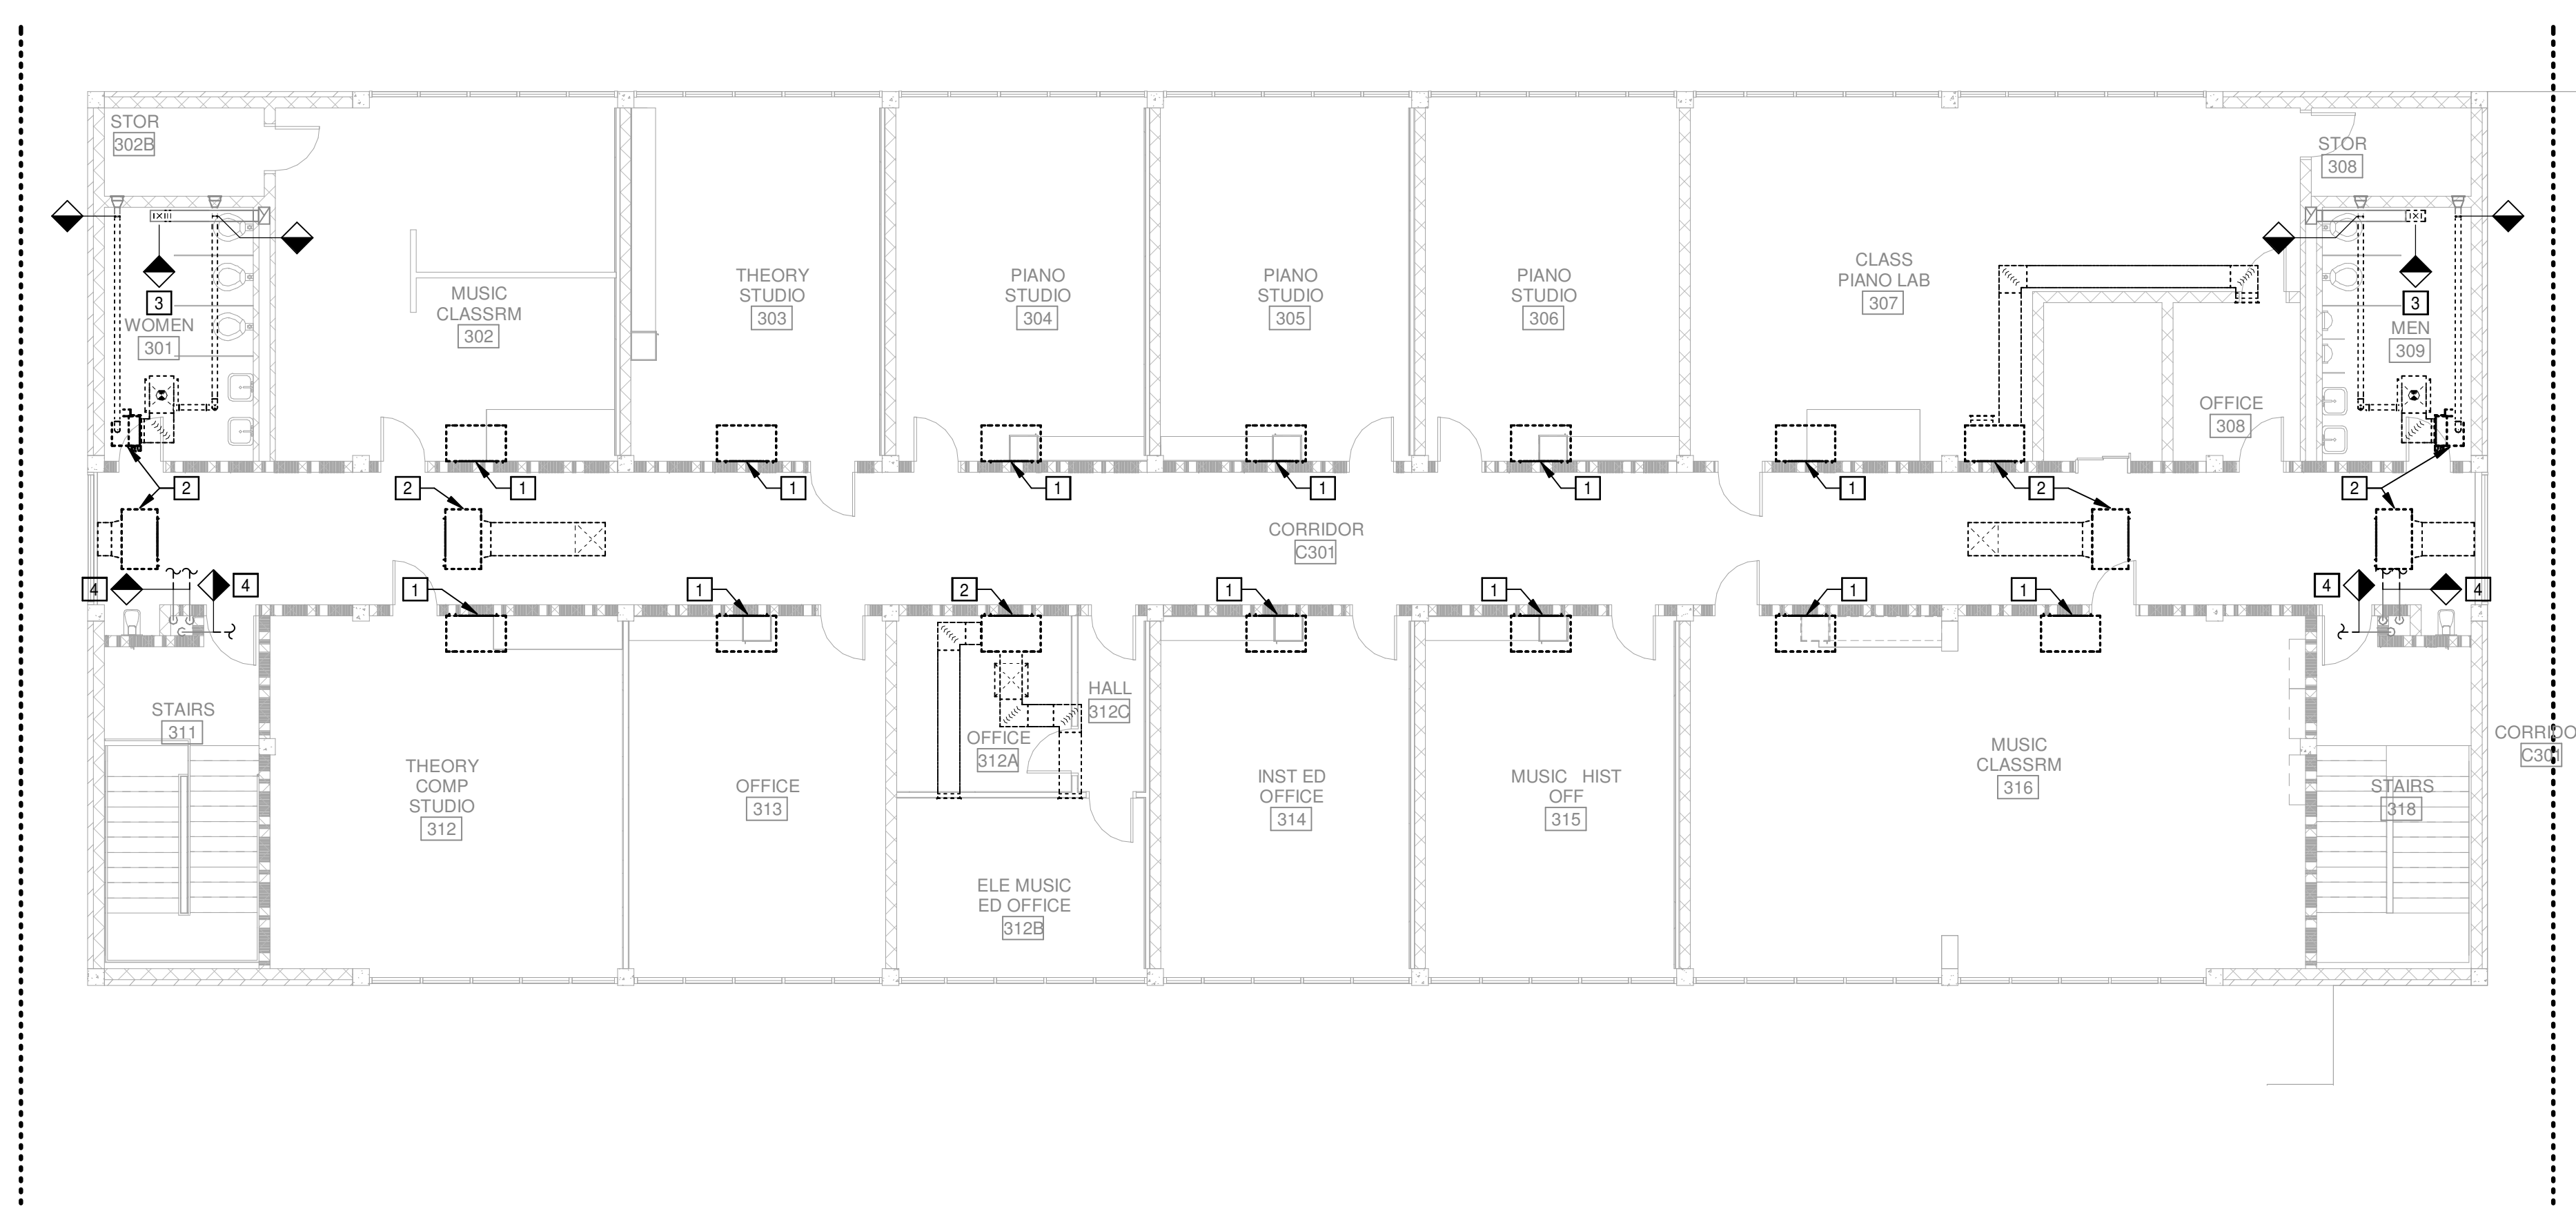 STOR
302B
STOR
308
3
WOMEN
301
MUSIC
CLASSRM
302
THEORY
STUDIO
303
PIANO
STUDIO
304
PIANO
STUDIO
305
PIANO
STUDIO
306
CLASS
PIANO LAB
307
3
MEN
309
OFFICE
308
2
2
1
1
1
1
1
1
2
2
CORRIDOR
C301
4
4
1
1
2
1
1
1
1
4
4
STAIRS
311
THEORY
COMP
STUDIO
312
OFFICE
313
OFFICE
312A
HALL
312C
ELE MUSIC
ED OFFICE
312B
INST ED
OFFICE
314
MUSIC HIST
OFF
315
MUSIC
CLASSRM
316
STAIRS
318
CORRIDO
C301